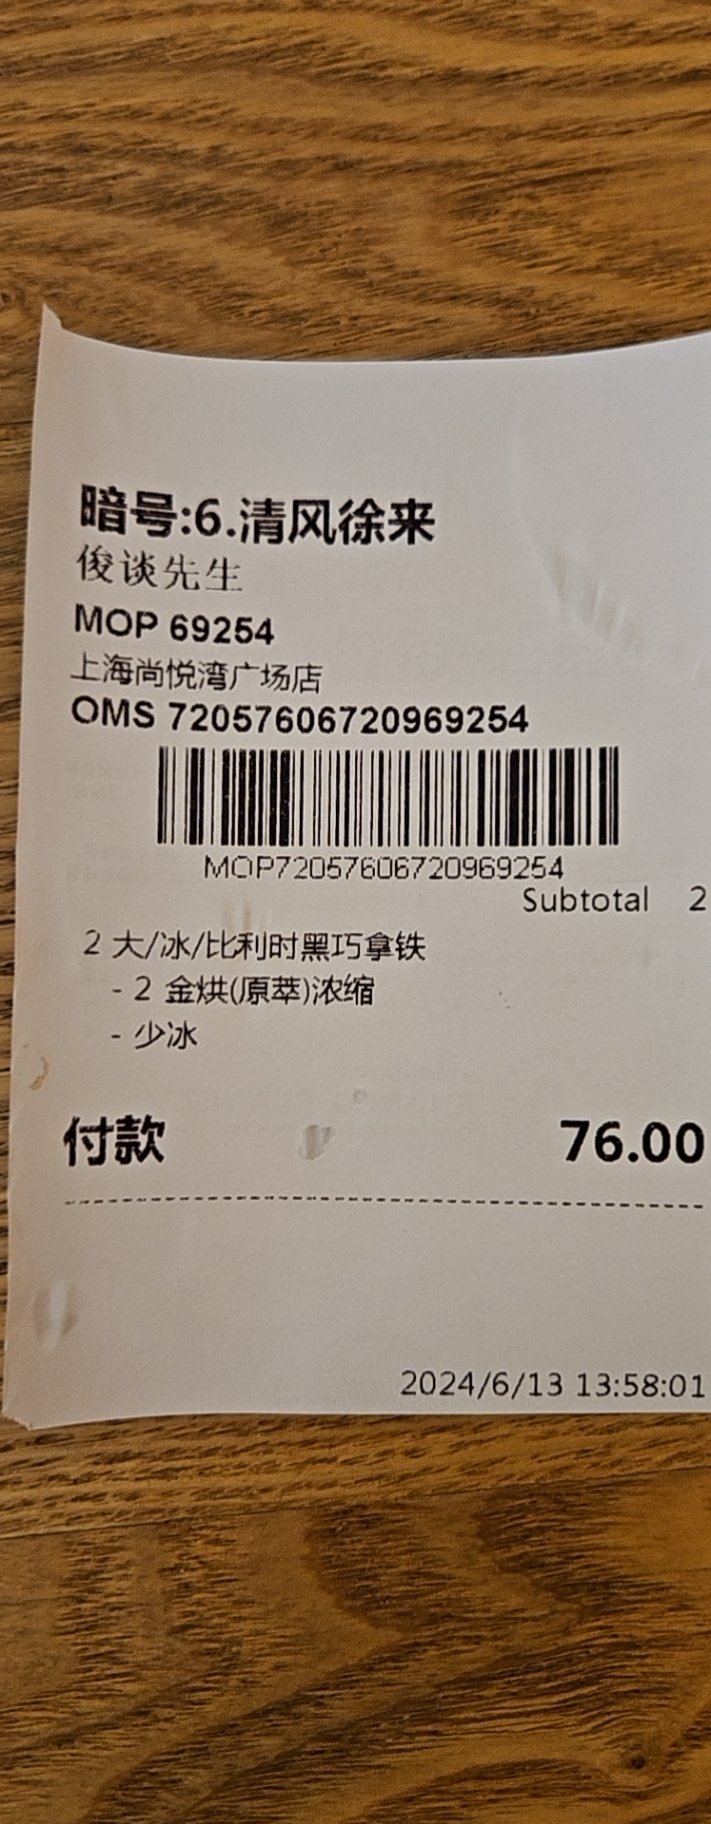 暗号:6.清风徐来
俊谈先生
MOP 69254
上海尚悦湾广场店
OMS 72057606720969254
MOP72057606720969254
Subtotal 2
2 大/冰/比利时黑巧拿铁
- 2 金烘(原萃)浓缩
- 少冰
付款 76.00
2024/6/13 13:58:01